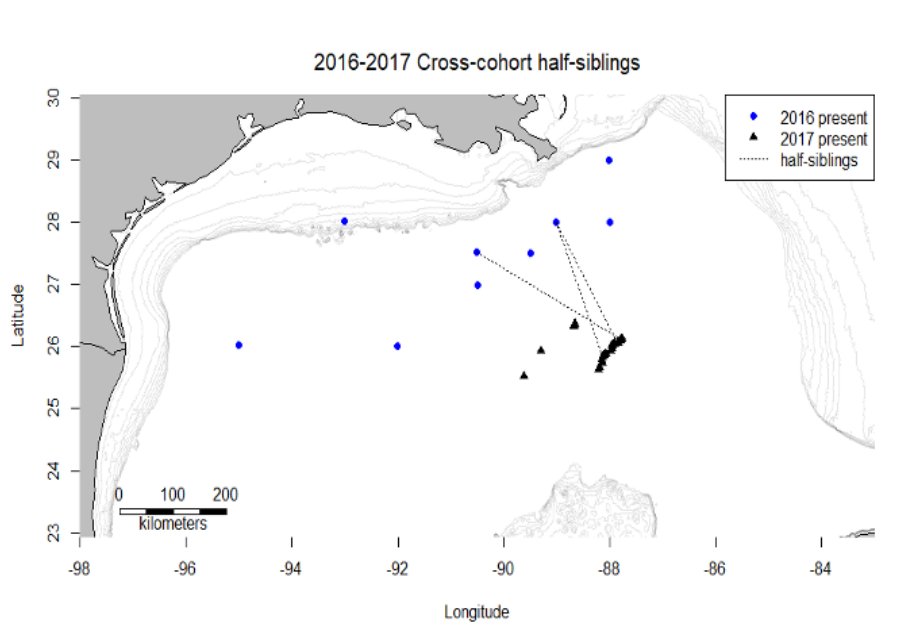 2016-2017 Cross-cohort half-siblings
2016 present
2017 present
half-siblings
30
29
28
27
26
25
24
23
Latitude
0 100 200
kilometers
-98 -96 -94 -92 -90 -88 -86 -84
Longitude